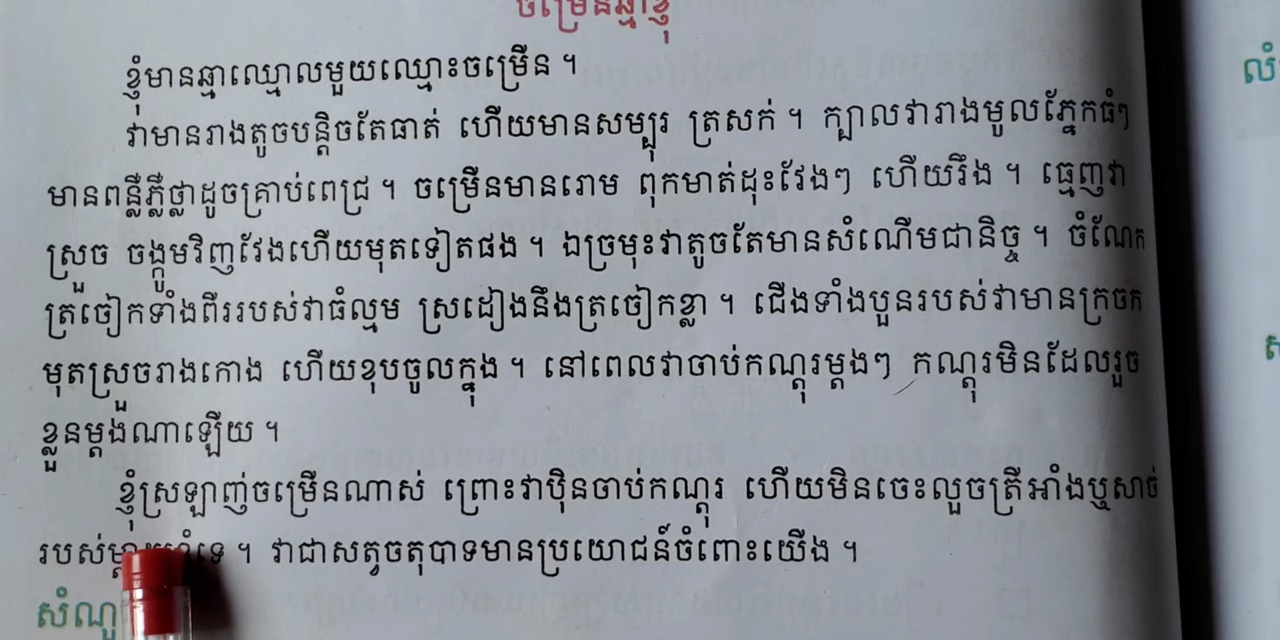 ចម្រើនឆ្មាខ្ញុំ
ខ្ញុំមានឆ្មាឈ្មោលមួយឈ្មោះចម្រើន ។
វាមានរាងតូចបន្តិចតែធាត់ ហើយមានសម្បុរ ត្រសក់ ។ ក្បាលវារាងមូលភ្នែកធំៗ
មានពន្លឺភ្លឺថ្លាដូចគ្រាប់ពេជ្រ ។ ចម្រើនមានរោម ពុកមាត់ដុះវែងៗ ហើយរឹង ។ ធ្មេញវា
ស្រួច ចង្កូមវិញវែងហើយមុតទៀតផង ។ ឯច្រមុះវាតូចតែមានសំណើមជានិច្ច ។ ចំណែក
ត្រចៀកទាំងពីររបស់វាធំល្មម ស្រដៀងនឹងត្រចៀកខ្លា ។ ជើងទាំងបួនរបស់វាមានក្រចក
មុតស្រួចរាងកោង ហើយខុបចូលក្នុង ។ នៅពេលវាចាប់កណ្តុរម្តងៗ កណ្តុរមិនដែលរួច
ខ្លួនម្តងណាឡើយ ។
ខ្ញុំស្រឡាញ់ចម្រើនណាស់ ព្រោះវាប៉ិនចាប់កណ្តុរ ហើយមិនចេះលួចត្រីអាំងឬសាច់
របស់ម្តាយខ្ញុំទេ ។ វាជាសត្វចតុបាទមានប្រយោជន៍ចំពោះយើង ។